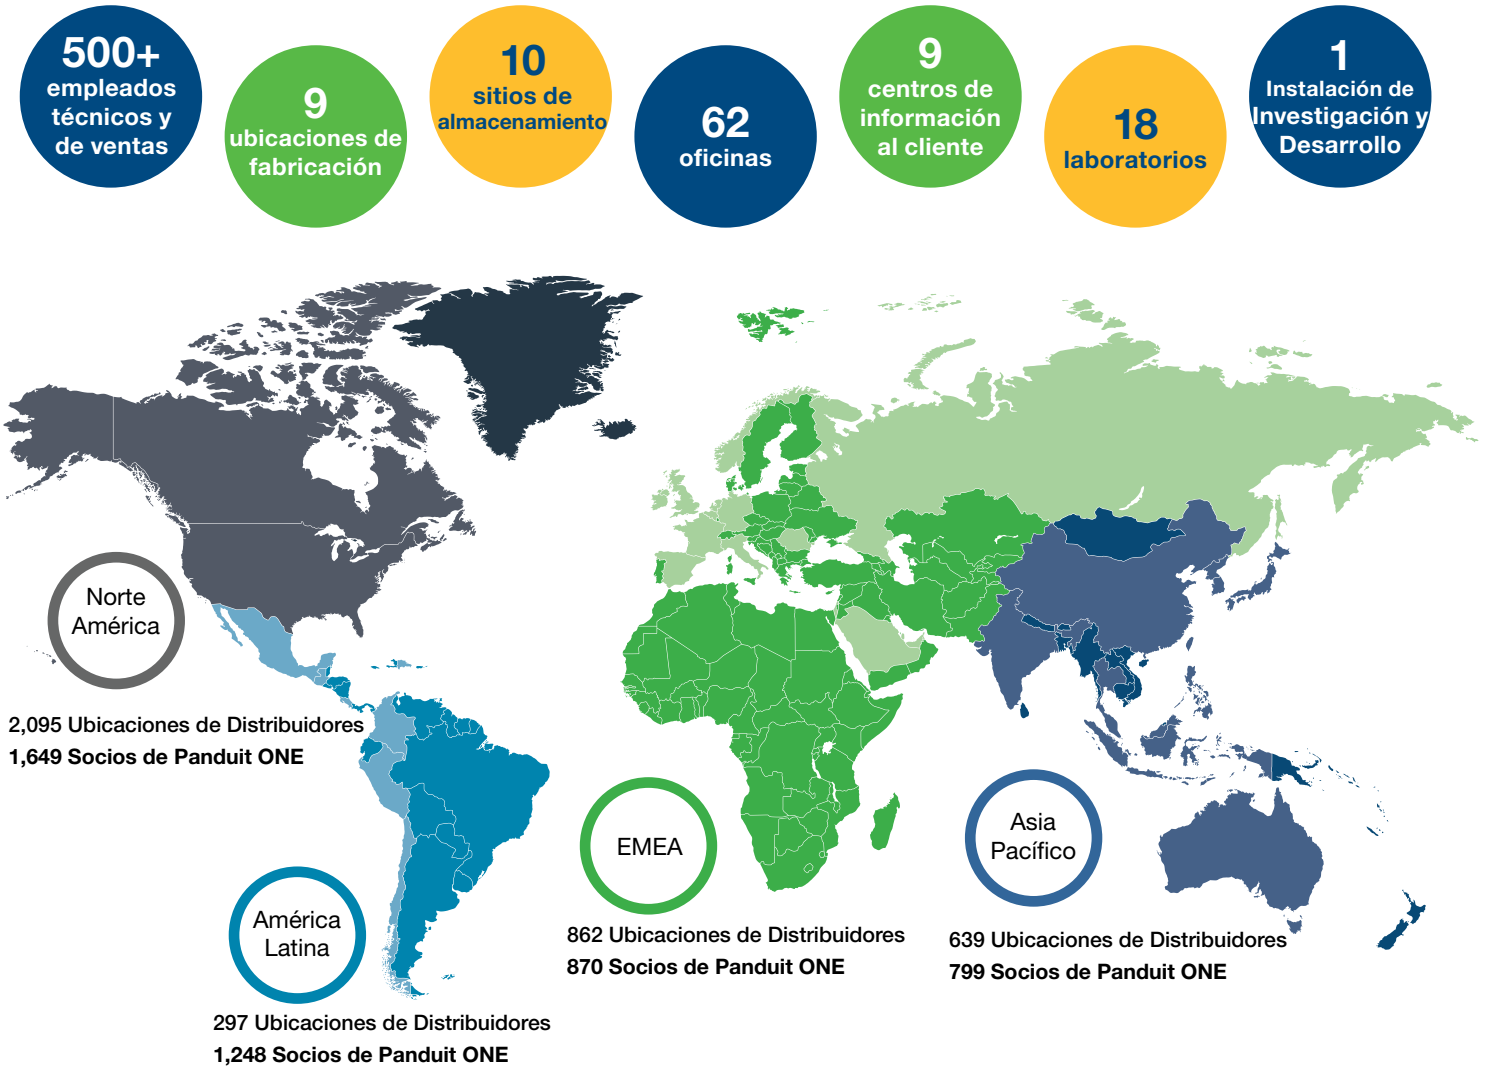 500+
empleados
técnicos y
de ventas
9
ubicaciones de
fabricación
10
sitios de
almacenamiento
62
oficinas
9
centros de
información
al cliente
18
laboratorios
1
Instalación de
Investigación y
Desarrollo
Norte
América
2,095 Ubicaciones de Distribuidores
1,649 Socios de Panduit ONE
América
Latina
297 Ubicaciones de Distribuidores
1,248 Socios de Panduit ONE
EMEA
862 Ubicaciones de Distribuidores
870 Socios de Panduit ONE
Asia
Pacífico
639 Ubicaciones de Distribuidores
799 Socios de Panduit ONE